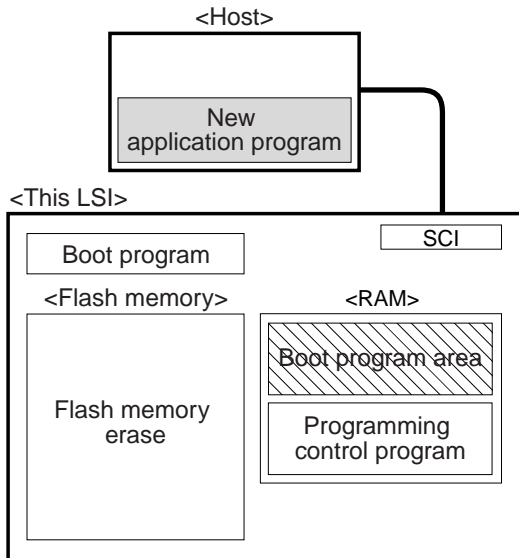 <Host>
New
application program
<This LSI>
SCI
Boot program
<Flash memory>
<RAM>
Flash memory
erase
Boot program area
Programming
control program